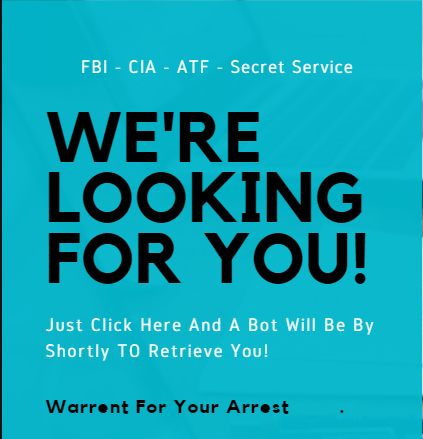 FBI - CIA - ATF - Secret Service
WE'RE
LOOKING
FOR YOU!
Just Click Here And A Bot Will Be By
Shortly TO Retrieve You!
Warrent For Your Arrest .